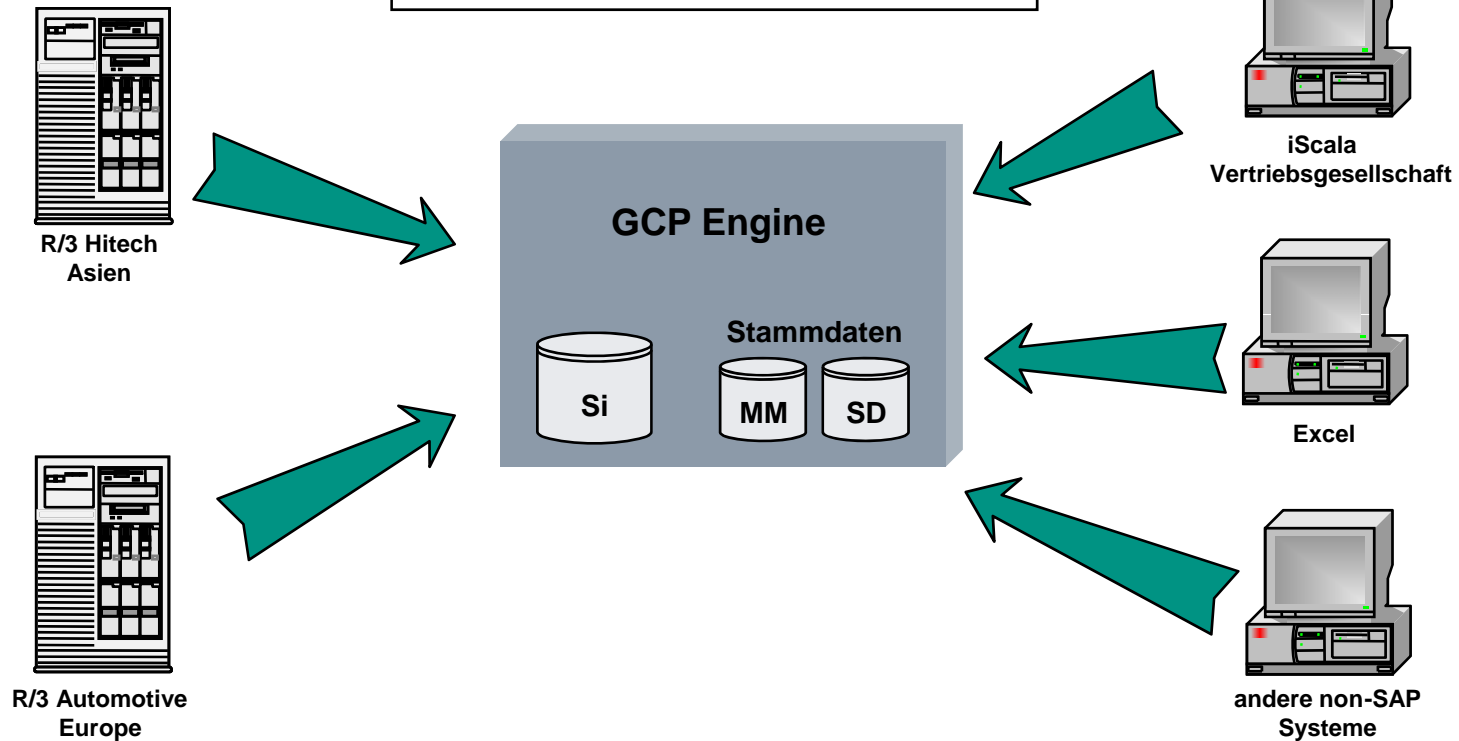 iScala
Vertriebsgesellschaft
R/3 Hitech
Asien
GCP Engine
Stammdaten
Si
MM
SD
Excel
R/3 Automotive
Europe
andere non-SAP
Systeme